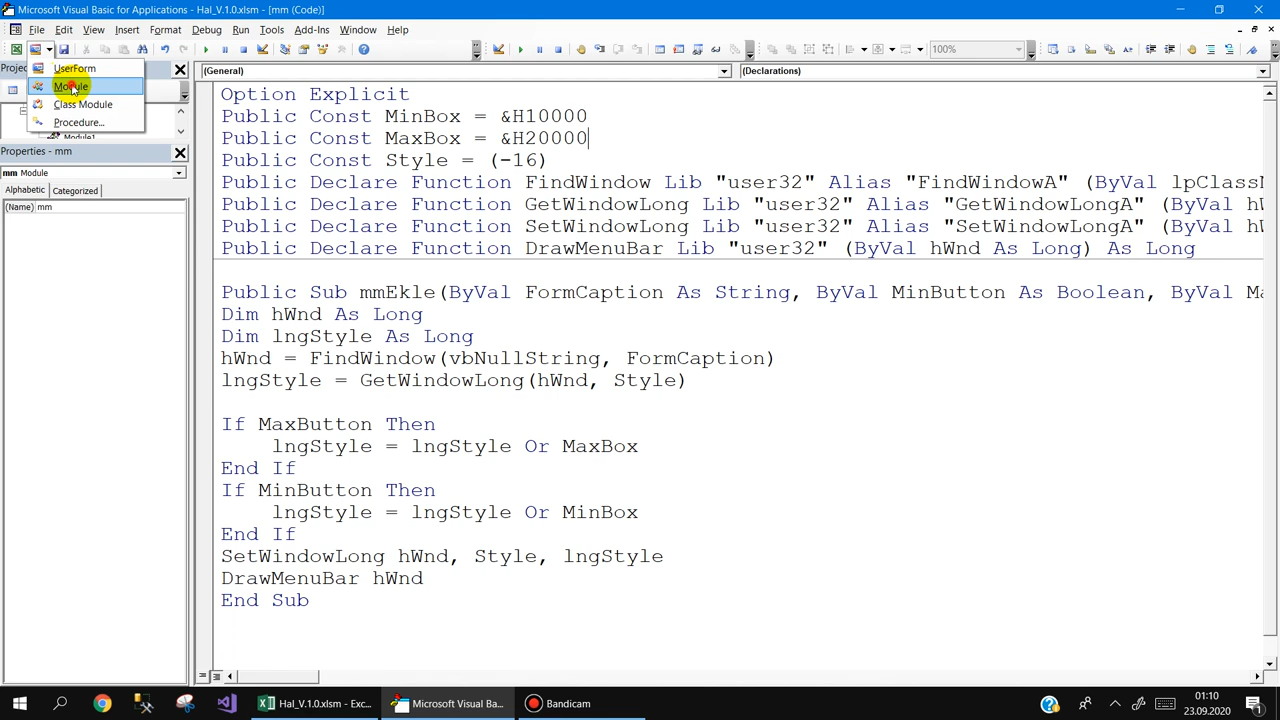 Microsoft Visual Basic for Applications - Hal_V.1.0.xlsm - [mm (Code)]
File Edit View Insert Format Debug Run Tools Add-Ins Window Help
100%
UserForm
Module
Class Module
Procedure...
Module1
Properties - mm
mm Module
Alphabetic Categorized
(Name) mm
(General) (Declarations)
Option Explicit
Public Const MinBox = &H10000
Public Const MaxBox = &H20000
Public Const Style = (-16)
Public Declare Function FindWindow Lib "user32" Alias "FindWindowA" (ByVal
Public Declare Function GetWindowLong Lib "user32" Alias "GetWindowLongA" (ByVal
Public Declare Function SetWindowLong Lib "user32" Alias "SetWindowLongA" (ByVal
Public Declare Function DrawMenuBar Lib "user32" (ByVal hWnd As Long) As Long
Public Sub mmEkle(ByVal FormCaption As String, ByVal MinButton As Boolean, ByVal
Dim hWnd As Long
Dim lngStyle As Long
hWnd = FindWindow(vbNullString, FormCaption)
lngStyle = GetWindowLong(hWnd, Style)
If MaxButton Then
lngStyle = lngStyle Or MaxBox
End If
If MinButton Then
lngStyle = lngStyle Or MinBox
End If
SetWindowLong hWnd, Style, lngStyle
DrawMenuBar hWnd
End Sub
Hal_V.1.0.xlsm - Exc... Microsoft Visual Ba... Bandicam
01:10
23.09.2020